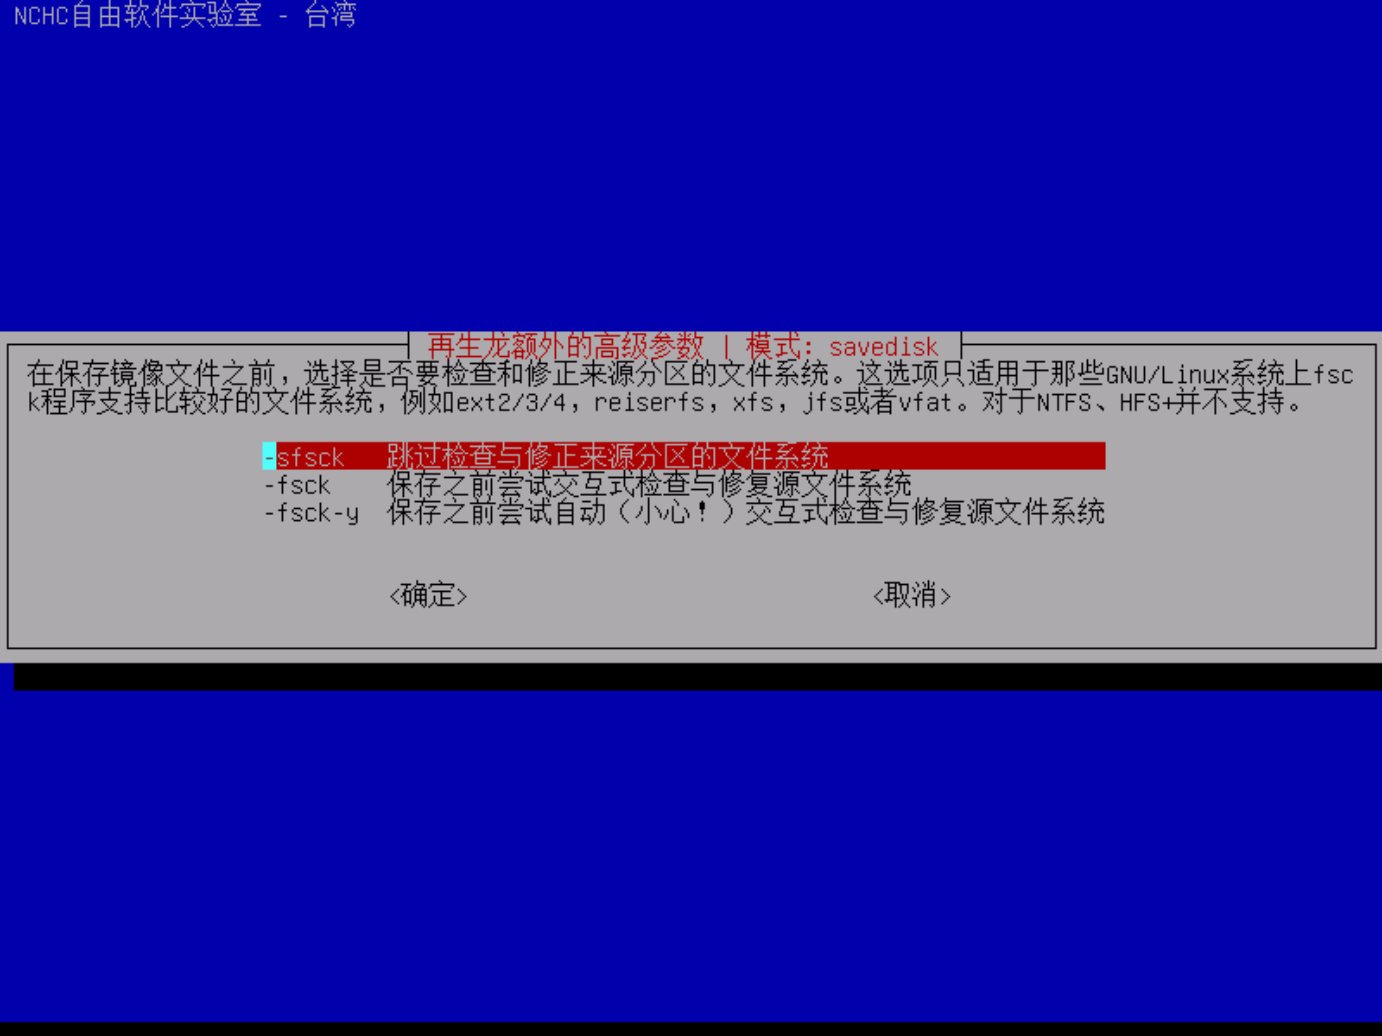 NCHC自由软件实验室 - 台湾
再生龙额外的高级参数 | 模式: savedisk
在保存镜像文件之前，选择是否要检查和修正来源分区的文件系统。这选项只适用于那些GNU/Linux系统上fsc
k程序支持比较好的文件系统，例如ext2/3/4, reiserfs, xfs, jfs或者vfat。对于NTFS、HFS+并不支持。
-sfsck 跳过检查与修正来源分区的文件系统
-fsck 保存之前尝试交互式检查与修复源文件系统
-fsck-y 保存之前尝试自动（小心！）交互式检查与修复源文件系统
<确定> <取消>